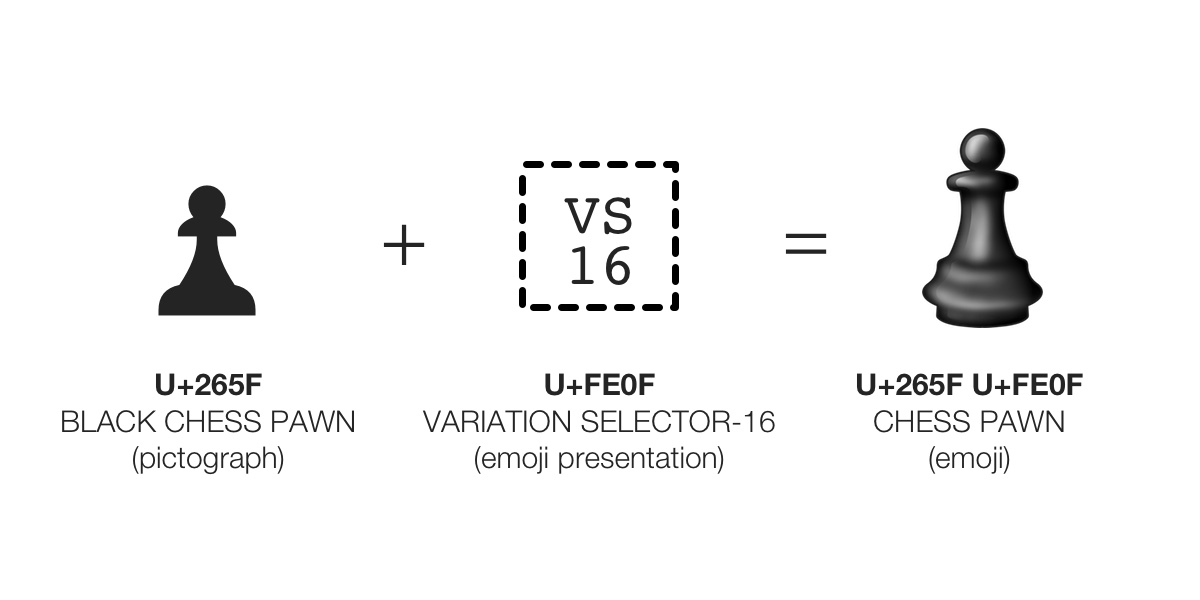 +
VS
16
=
U+265F
BLACK CHESS PAWN
(pictograph)
U+FE0F
VARIATION SELECTOR-16
(emoji presentation)
U+265F U+FE0F
CHESS PAWN
(emoji)